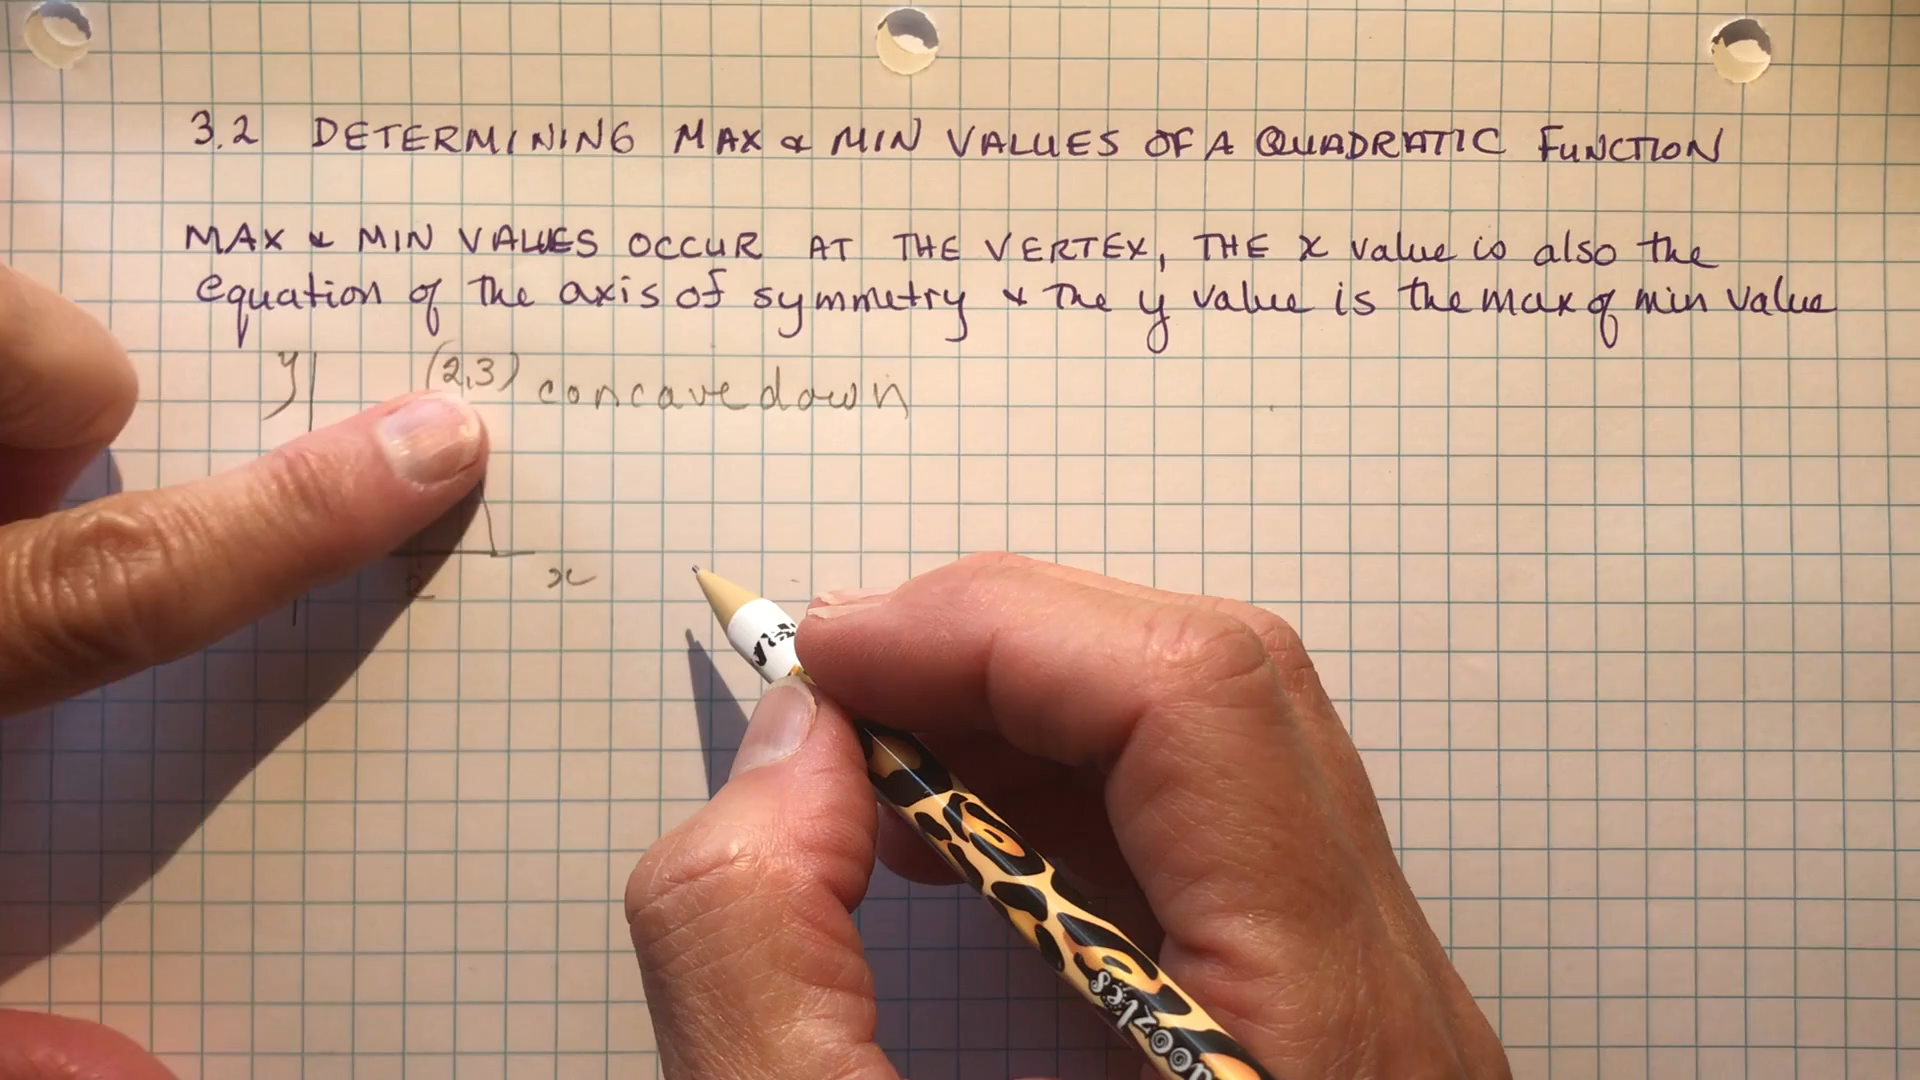 3.2 DETERMINING MAX & MIN VALUES OF A QUADRATIC FUNCTION
MAX & MIN VALUES OCCUR AT THE VERTEX, THE x value is also the
equation of the axis of symmetry & the y value is the max of min value
y (2,3) concave down
2 x